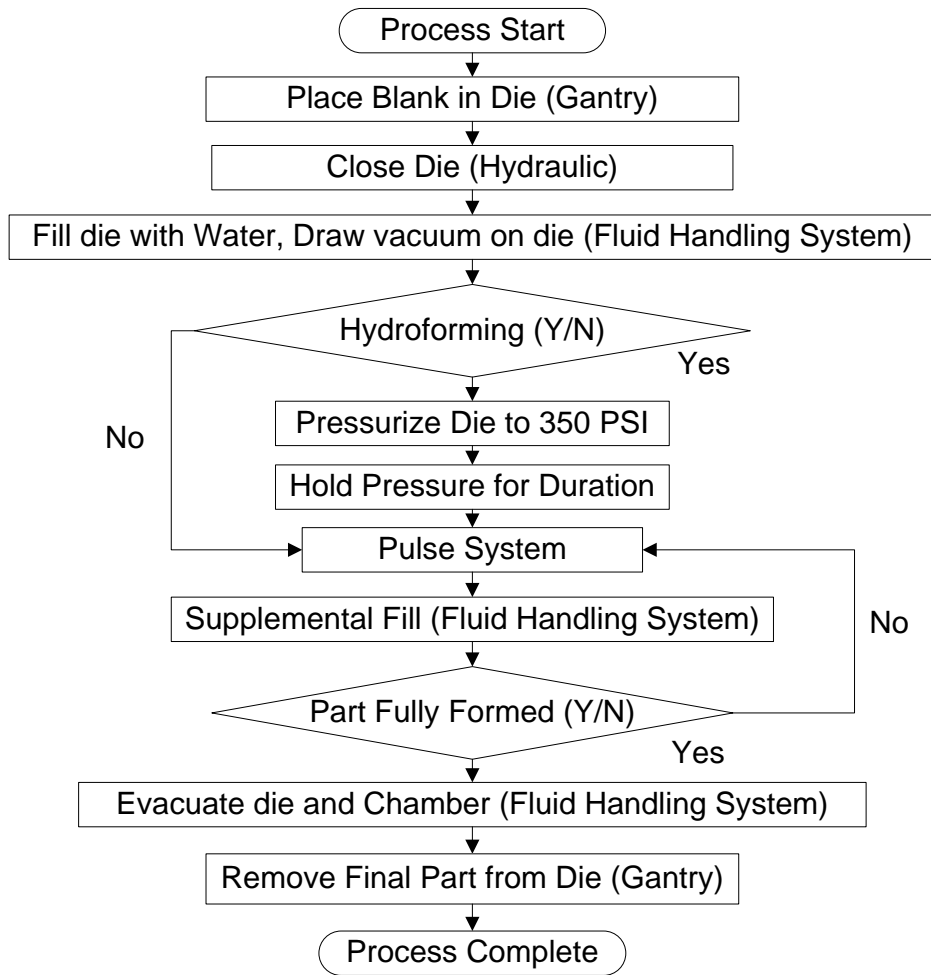 Process Start
Place Blank in Die (Gantry)
Close Die (Hydraulic)
Fill die with Water, Draw vacuum on die (Fluid Handling System)
Hydroforming (Y/N)
Yes
Pressurize Die to 350 PSI
No
Hold Pressure for Duration
Pulse System
Supplemental Fill (Fluid Handling System)
No
Part Fully Formed (Y/N)
Yes
Evacuate die and Chamber (Fluid Handling System)
Remove Final Part from Die (Gantry)
Process Complete